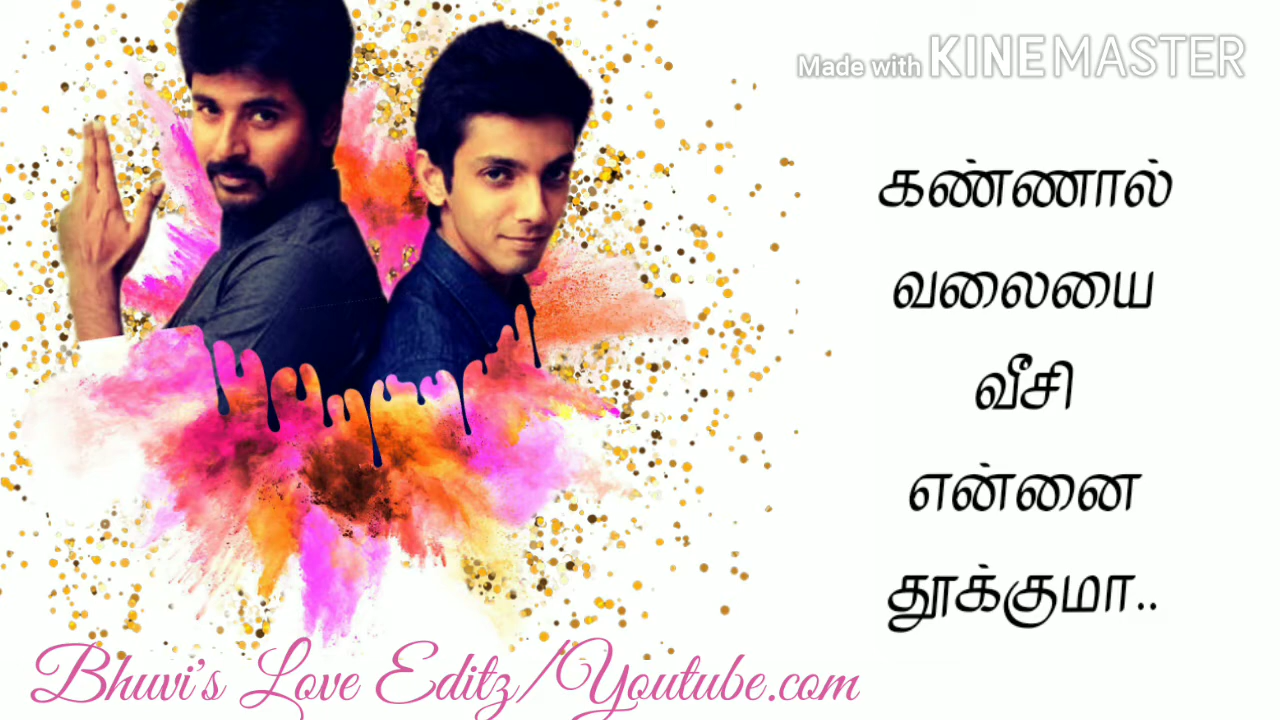 Made with KINEMASTER
கண்ணால்
வலையை
வீசி
என்னை
தூக்குமா..
Bhuvi's Love Editz/Youtube.com